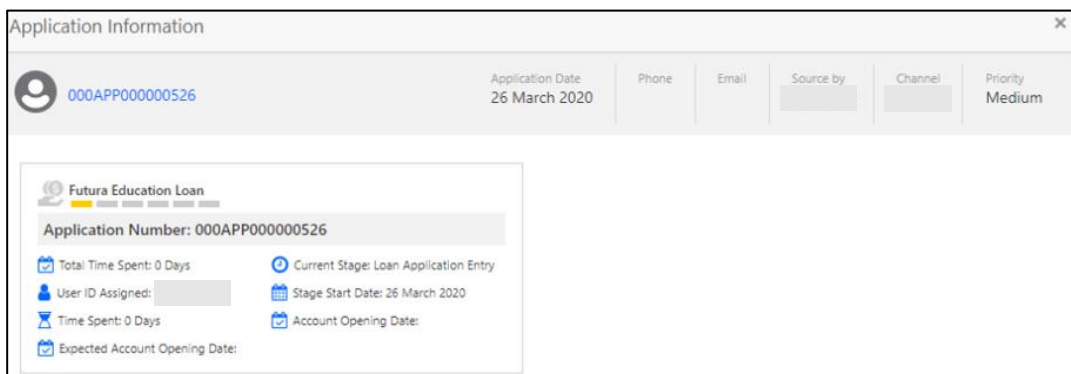 Application Information
×
000APP000000526
Application Date
26 March 2020
Phone
Email
Source by
Channel
Priority
Medium
Futura Education Loan
Application Number: 000APP000000526
Total Time Spent: 0 Days
Current Stage: Loan Application Entry
User ID Assigned:
Stage Start Date: 26 March 2020
Time Spent: 0 Days
Account Opening Date:
Expected Account Opening Date: